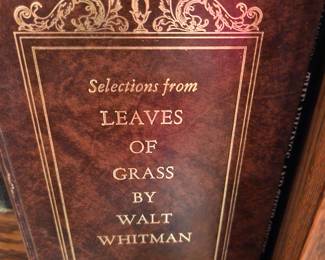 Selections from
LEAVES
OF
GRASS
BY
WALT
WHITMAN